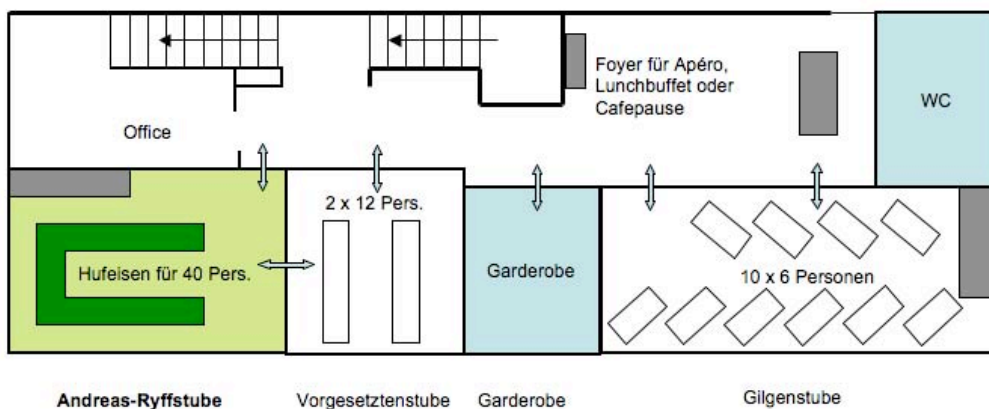 Foyer für Apéro,
Lunchbuffet oder
Cafepause
WC
Office
2 x 12 Pers.
Hufeisen für 40 Pers.
Garderobe
10 x 6 Personen
Andreas-Ryffstube
Vorgesetztenstube
Garderobe
Gilgenstube